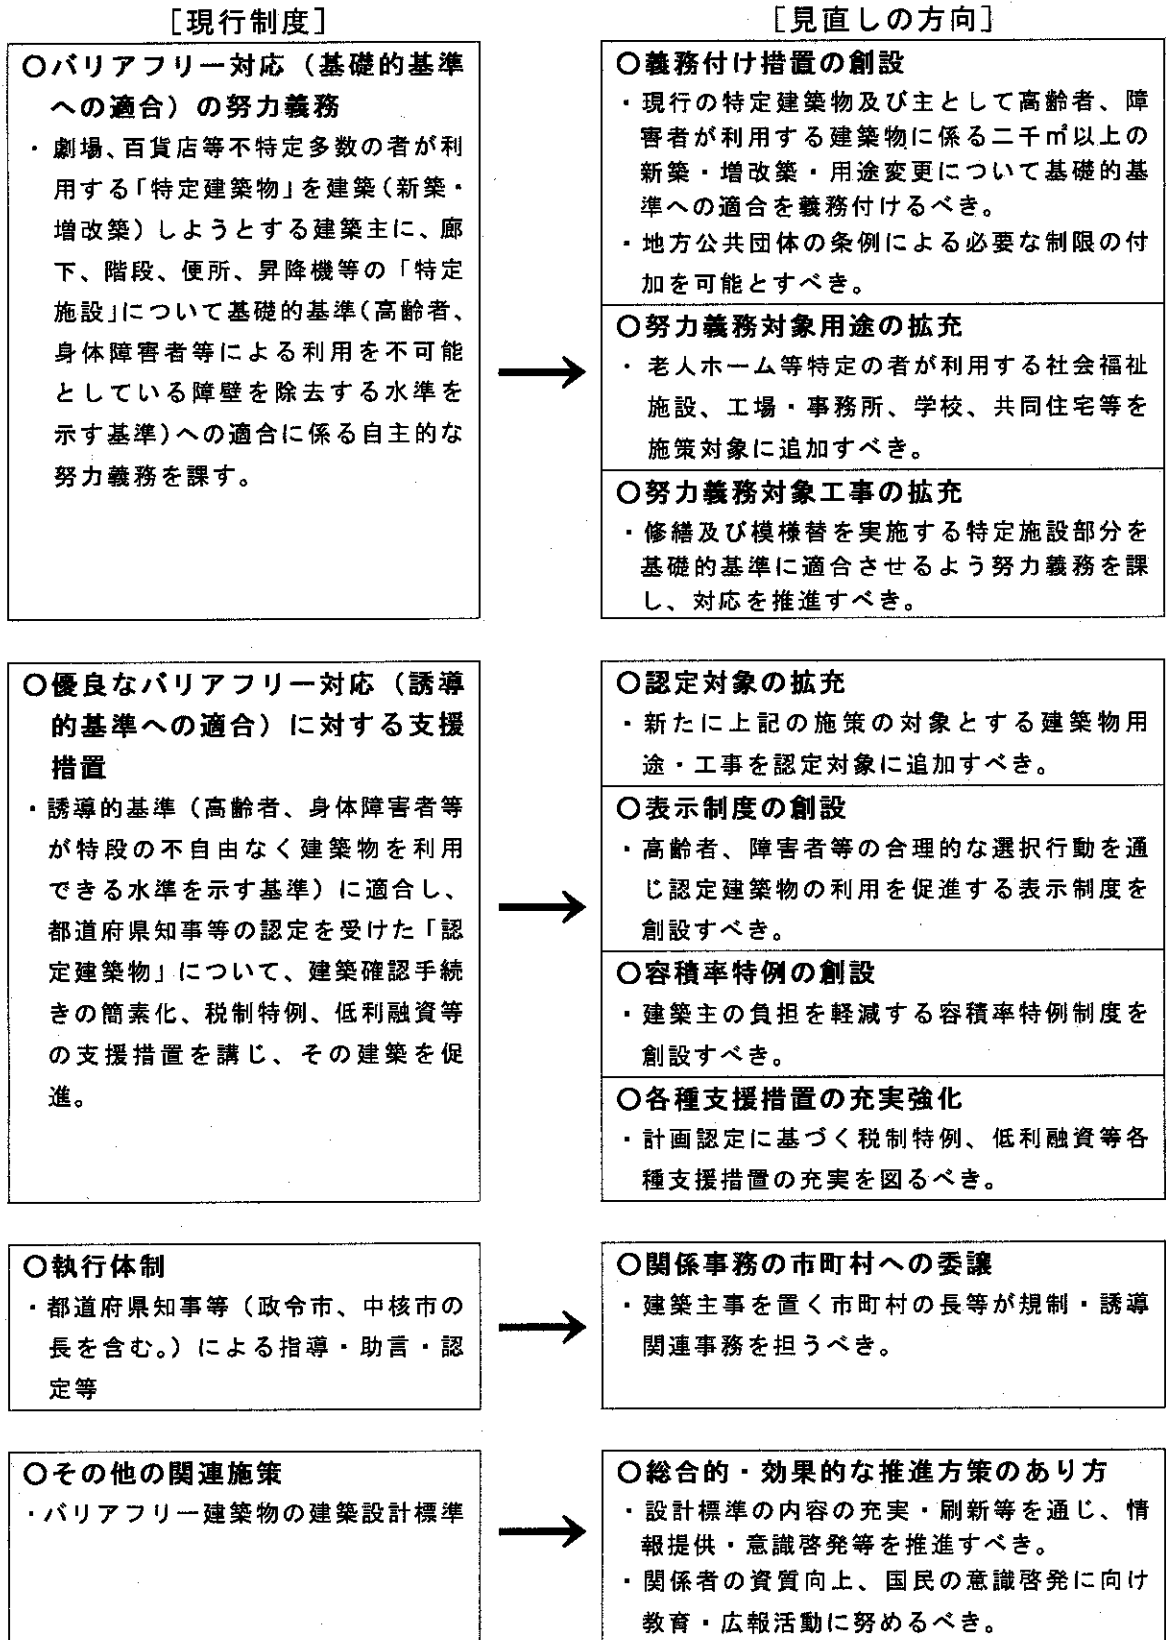 ［現行制度］
［見直しの方向］
〇バリアフリー対応（基礎的基準
への適合）の努力義務
・劇場、百貨店等不特定多数の者が利
用する「特定建築物」を建築（新築・
増改築）しようとする建築主に、廊
下、階段、便所、昇降機等の「特定
施設」について基礎的基準（高齢者、
身体障害者等による利用を不可能
としている障壁を除去する水準を
示す基準）への適合に係る自主的な
努力義務を課す。
〇義務付け措置の創設
・現行の特定建築物及び主として高齢者、障
害者が利用する建築物に係る二千㎡以上の
新築・増改築・用途変更について基礎的基
準への適合を義務付けるべき。
・地方公共団体の条例による必要な制限の付
加を可能とすべき。
〇努力義務対象用途の拡充
・老人ホーム等特定の者が利用する社会福祉
施設、工場・事務所、学校、共同住宅等を
施策対象に追加すべき。
〇努力義務対象工事の拡充
・修繕及び模様替を実施する特定施設部分を
基礎的基準に適合させるよう努力義務を課
し、対応を推進すべき。
〇優良なバリアフリー対応（誘導
的基準への適合）に対する支援
措置
・誘導的基準（高齢者、身体障害者等
が特段の不自由なく建築物を利用
できる水準を示す基準）に適合し、
都道府県知事等の認定を受けた「認
定建築物」について、建築確認手続
きの簡素化、税制特例、低利融資等
の支援措置を講じ、その建築を促
進。
〇認定対象の拡充
・新たに上記の施策の対象とする建築物用
途・工事を認定対象に追加すべき。
〇表示制度の創設
・高齢者、障害者等の合理的な選択行動を通
じ認定建築物の利用を促進する表示制度を
創設すべき。
〇容積率特例の創設
・建築主の負担を軽減する容積率特例制度を
創設すべき。
〇各種支援措置の充実強化
・計画認定に基づく税制特例、低利融資等各
種支援措置の充実を図るべき。
〇執行体制
・都道府県知事等（政令市、中核市の
長を含む。）による指導・助言・認
定等
〇関係事務の市町村への委譲
・建築主事を置く市町村の長等が規制・誘導
関連事務を担うべき。
〇その他の関連施策
・バリアフリー建築物の建築設計標準
〇総合的・効果的な推進方策のあり方
・設計標準の内容の充実・刷新等を通じ、情
報提供・意識啓発等を推進すべき。
・関係者の資質向上、国民の意識啓発に向け
教育・広報活動に努めるべき。